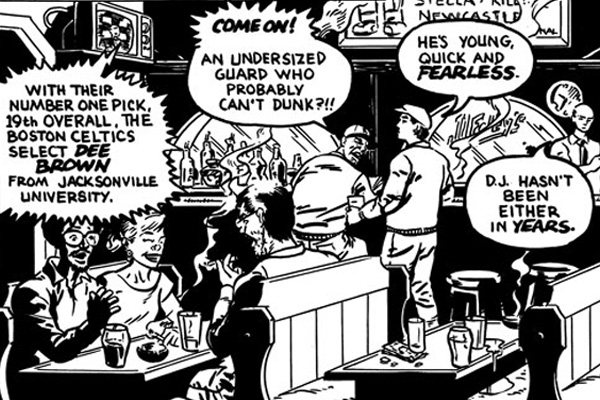 STELLA
NEWCASTLE
COME ON!
AN UNDERSIZED
GUARD WHO
PROBABLY
CAN'T DUNK?!!
HE'S YOUNG,
QUICK AND
FEARLESS.
WITH THEIR
NUMBER ONE PICK,
19th OVERALL, THE
BOSTON CELTICS
SELECT DEE
BROWN
FROM JACKSONVILLE
UNIVERSITY.
D.J. HASN'T
BEEN
EITHER
IN YEARS.